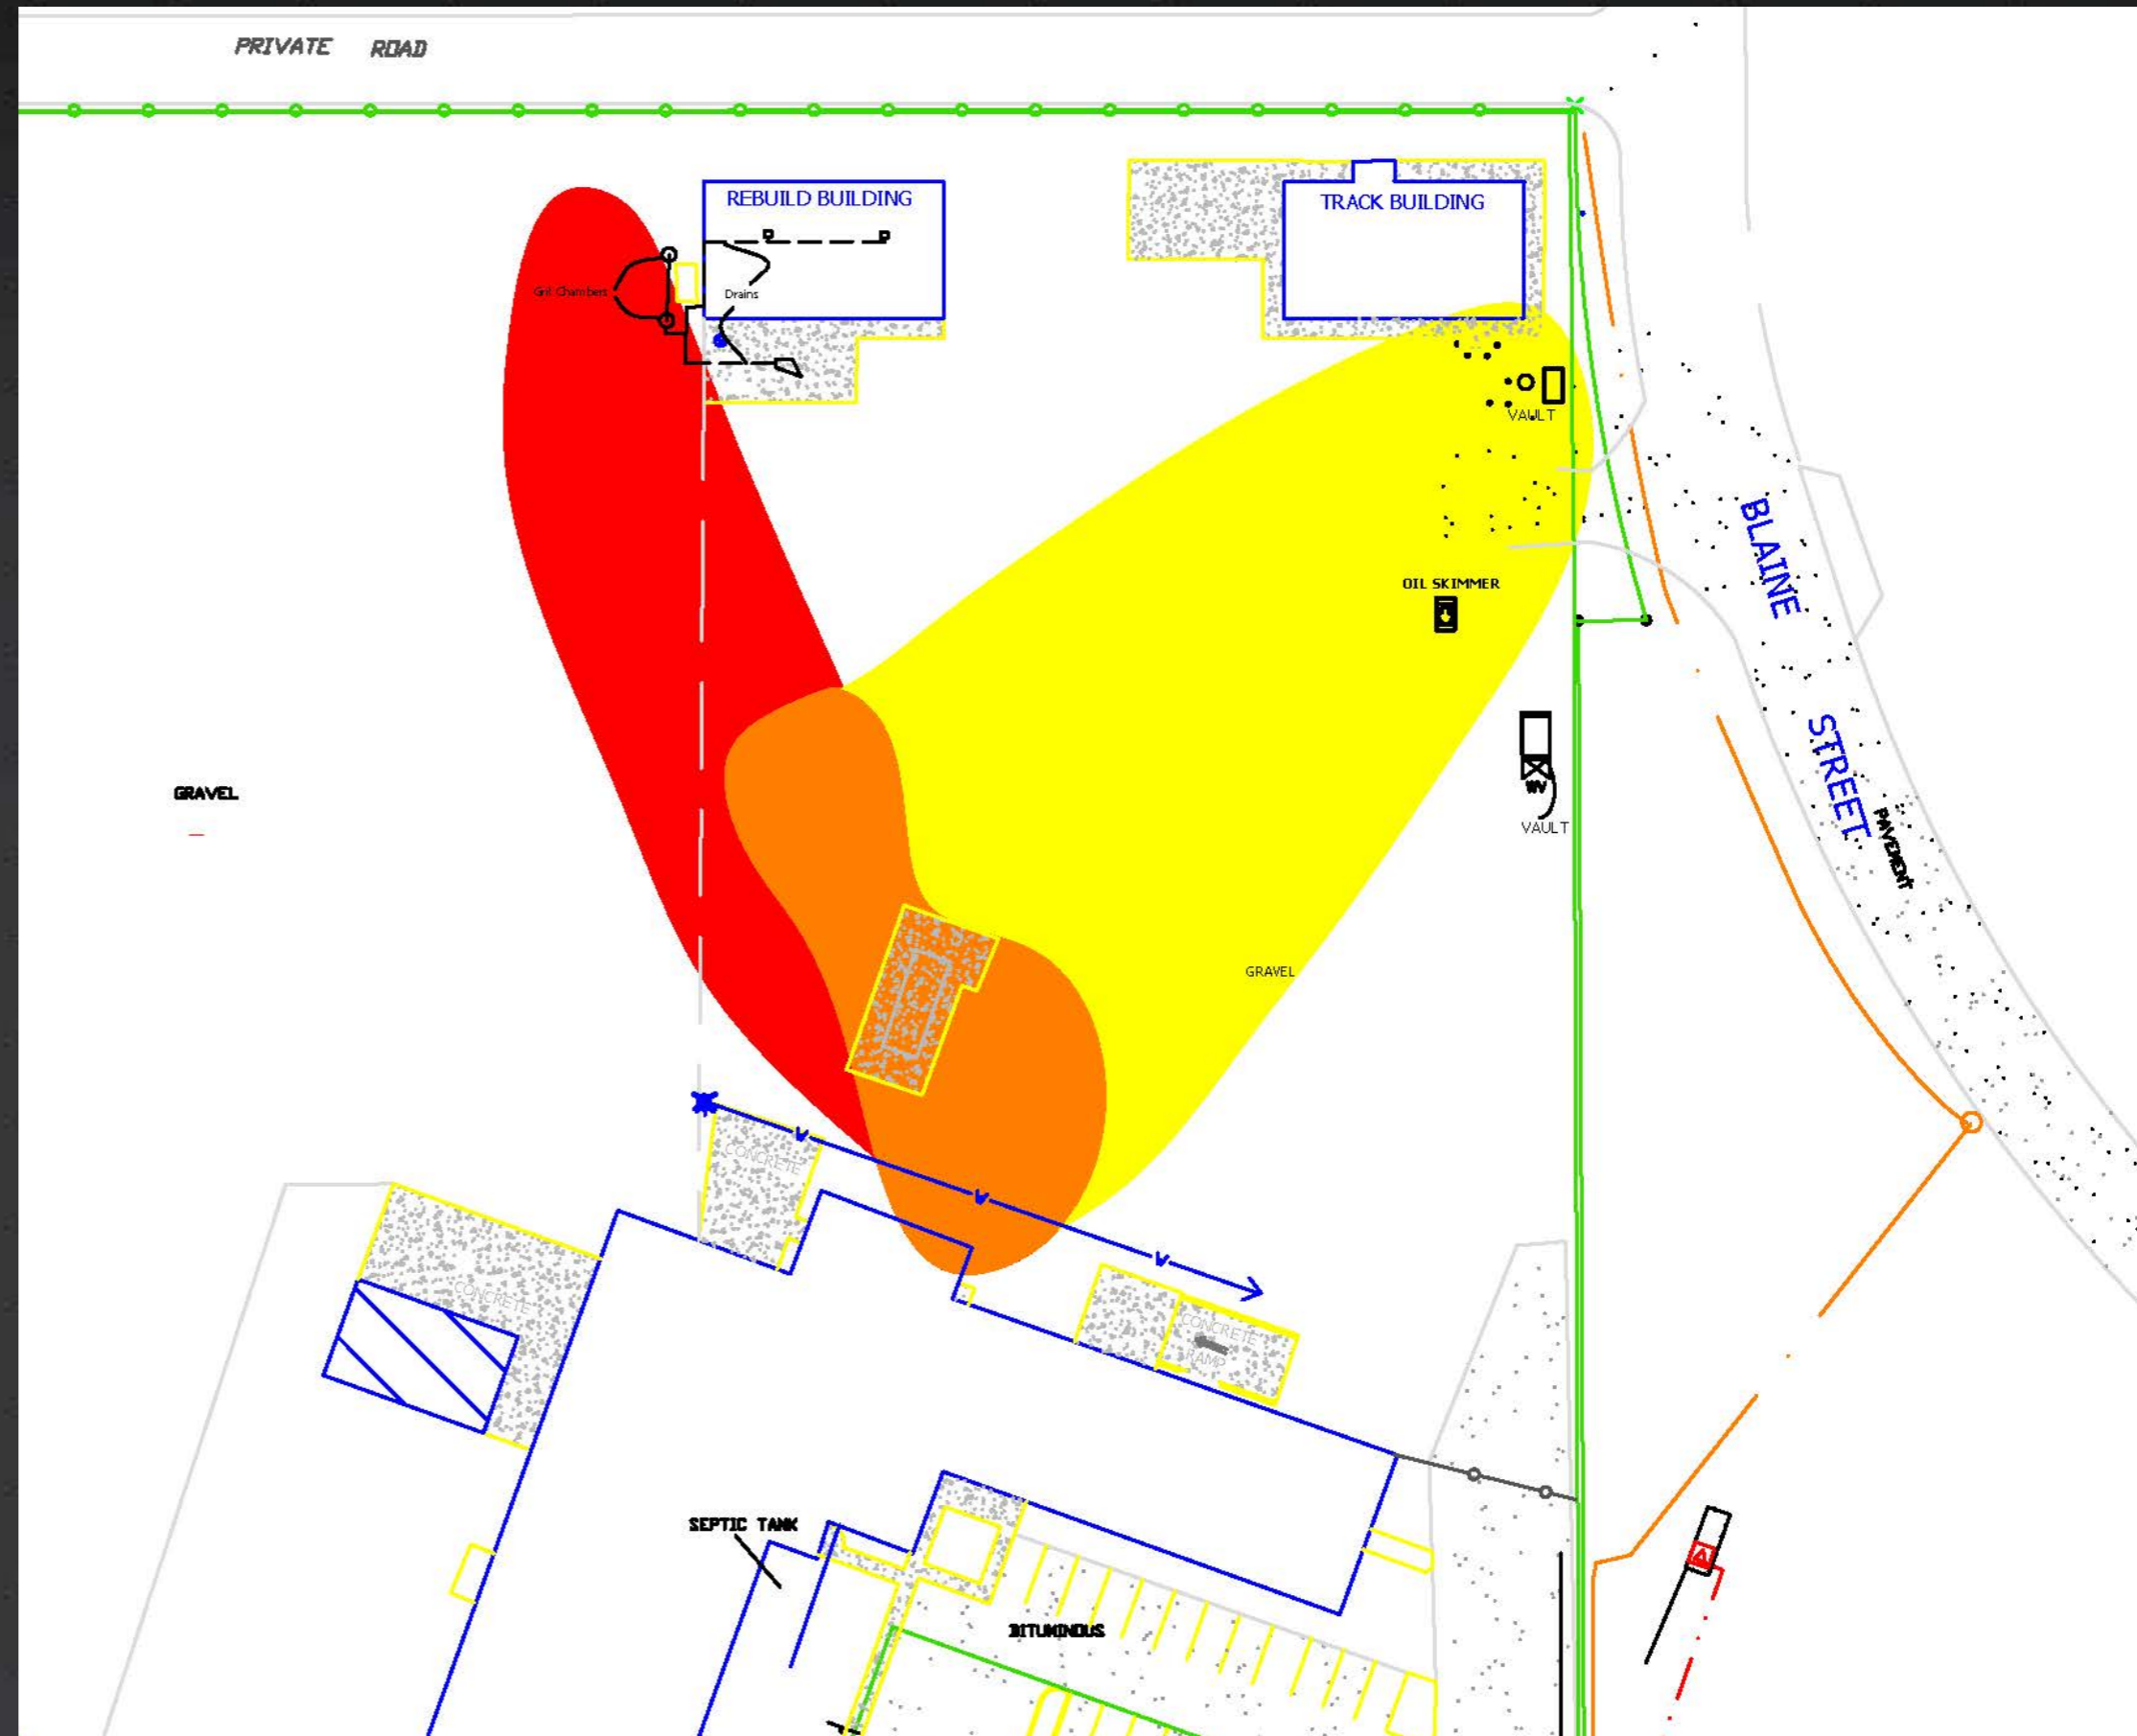 PRIVATE ROAD
REBUILD BUILDING
TRACK BUILDING
Grit Chambers
Drains
VAULT
OIL SKIMMER
BLAINE
STREET
PAVEMENT
GRAVEL
WV
VAULT
GRAVEL
CONCRETE
W
W
W
CONCRETE
CONCRETE
RAMP
SEPTIC TANK
BITUMINOUS